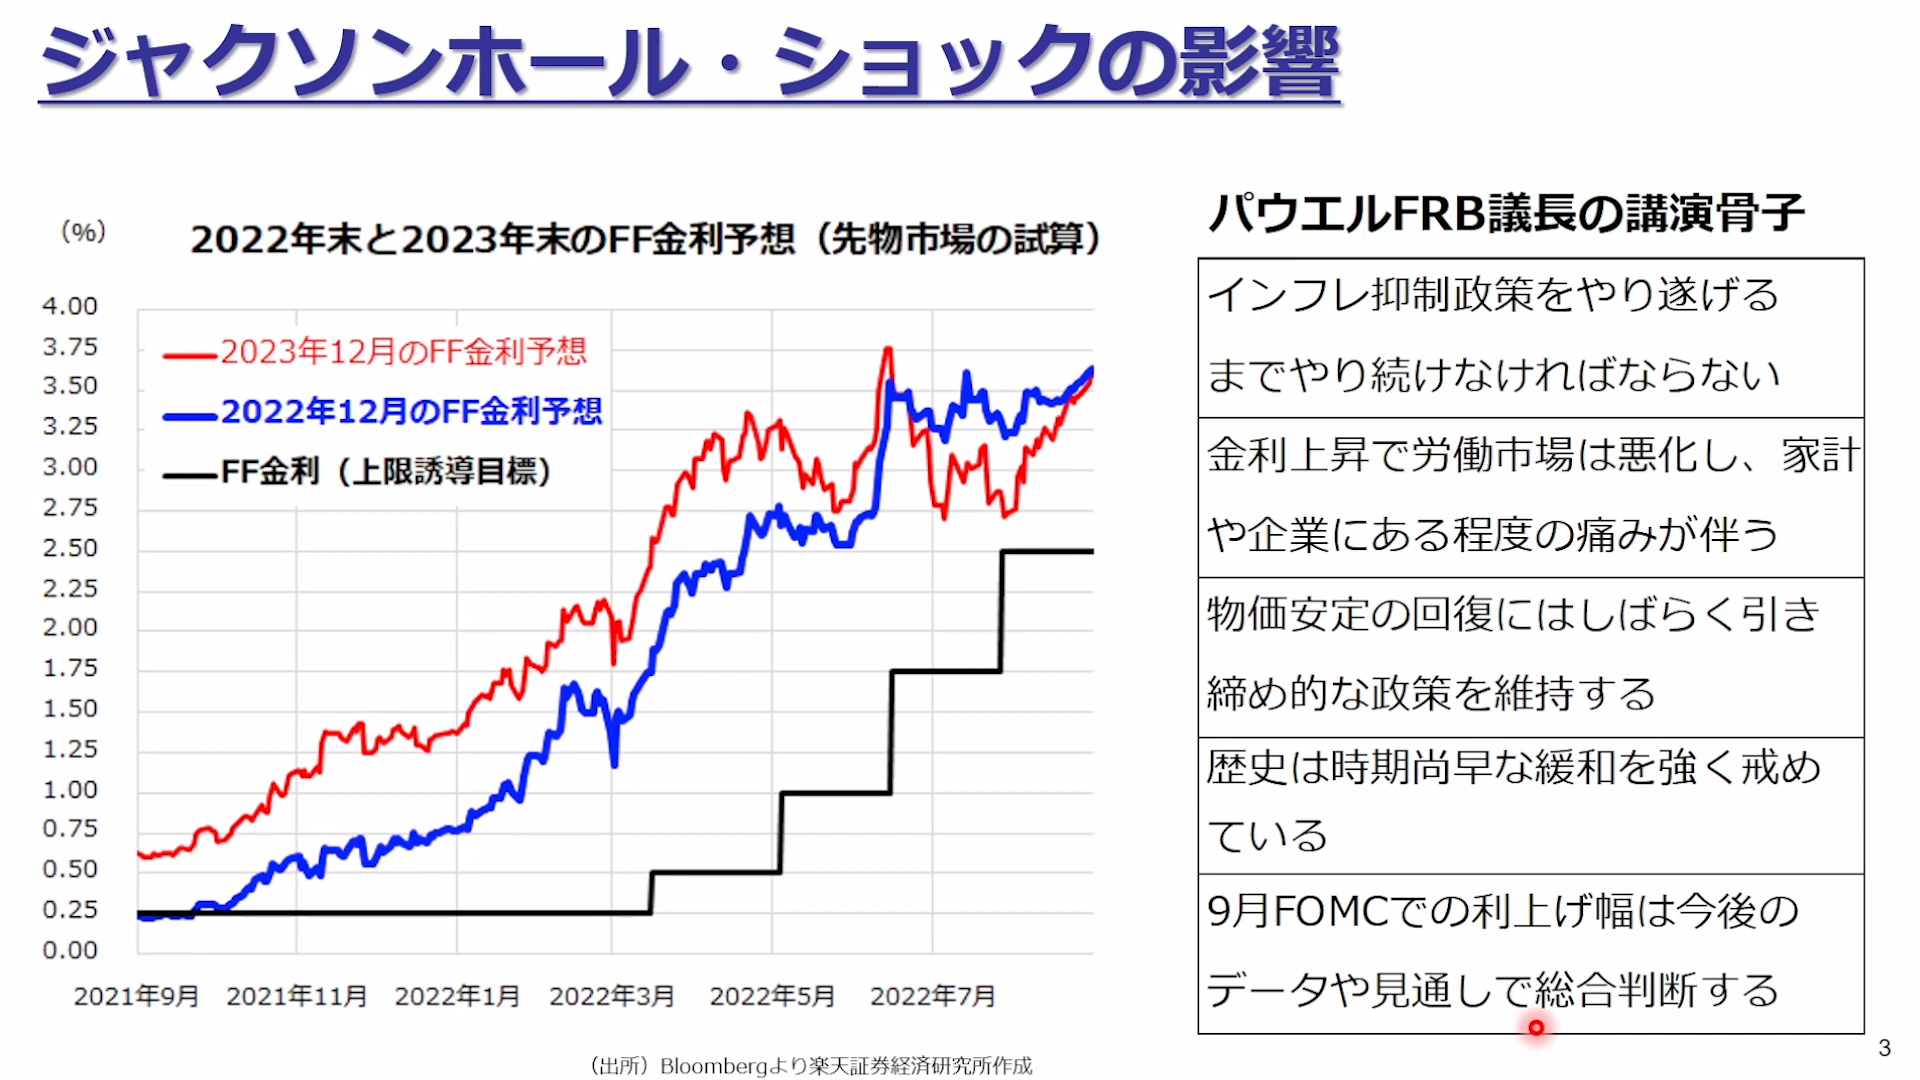 ジャクソンホール・ショックの影響
（%）
2022年末と2023年末のFF金利予想（先物市場の試算）
4.00
3.75
3.50
3.25
3.00
2.75
2.50
2.25
2.00
1.75
1.50
1.25
1.00
0.75
0.50
0.25
0.00
2023年12月のFF金利予想
2022年12月のFF金利予想
FF金利（上限誘導目標）
2021年9月
2021年11月
2022年1月
2022年3月
2022年5月
2022年7月
（出所）Bloombergより楽天証券経済研究所作成
パウエルFRB議長の講演骨子
インフレ抑制政策をやり遂げる
までやり続けなければならない
金利上昇で労働市場は悪化し、家計
や企業にある程度の痛みが伴う
物価安定の回復にはしばらく引き
締め的な政策を維持する
歴史は時期尚早な緩和を強く戒め
ている
9月FOMCでの利上げ幅は今後の
データや見通しで総合判断する
3